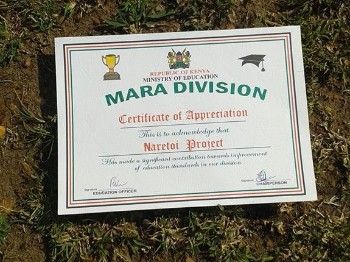 REPUBLIC OF KENYA
MINISTRY OF EDUCATION
MARA DIVISION
Certificate of Appreciation
This is to acknowledge that
Naretoi Project
Has made a significant contribution towards improvement
of education standards in our division.
EDUCATION OFFICER
CHAIRPERSON